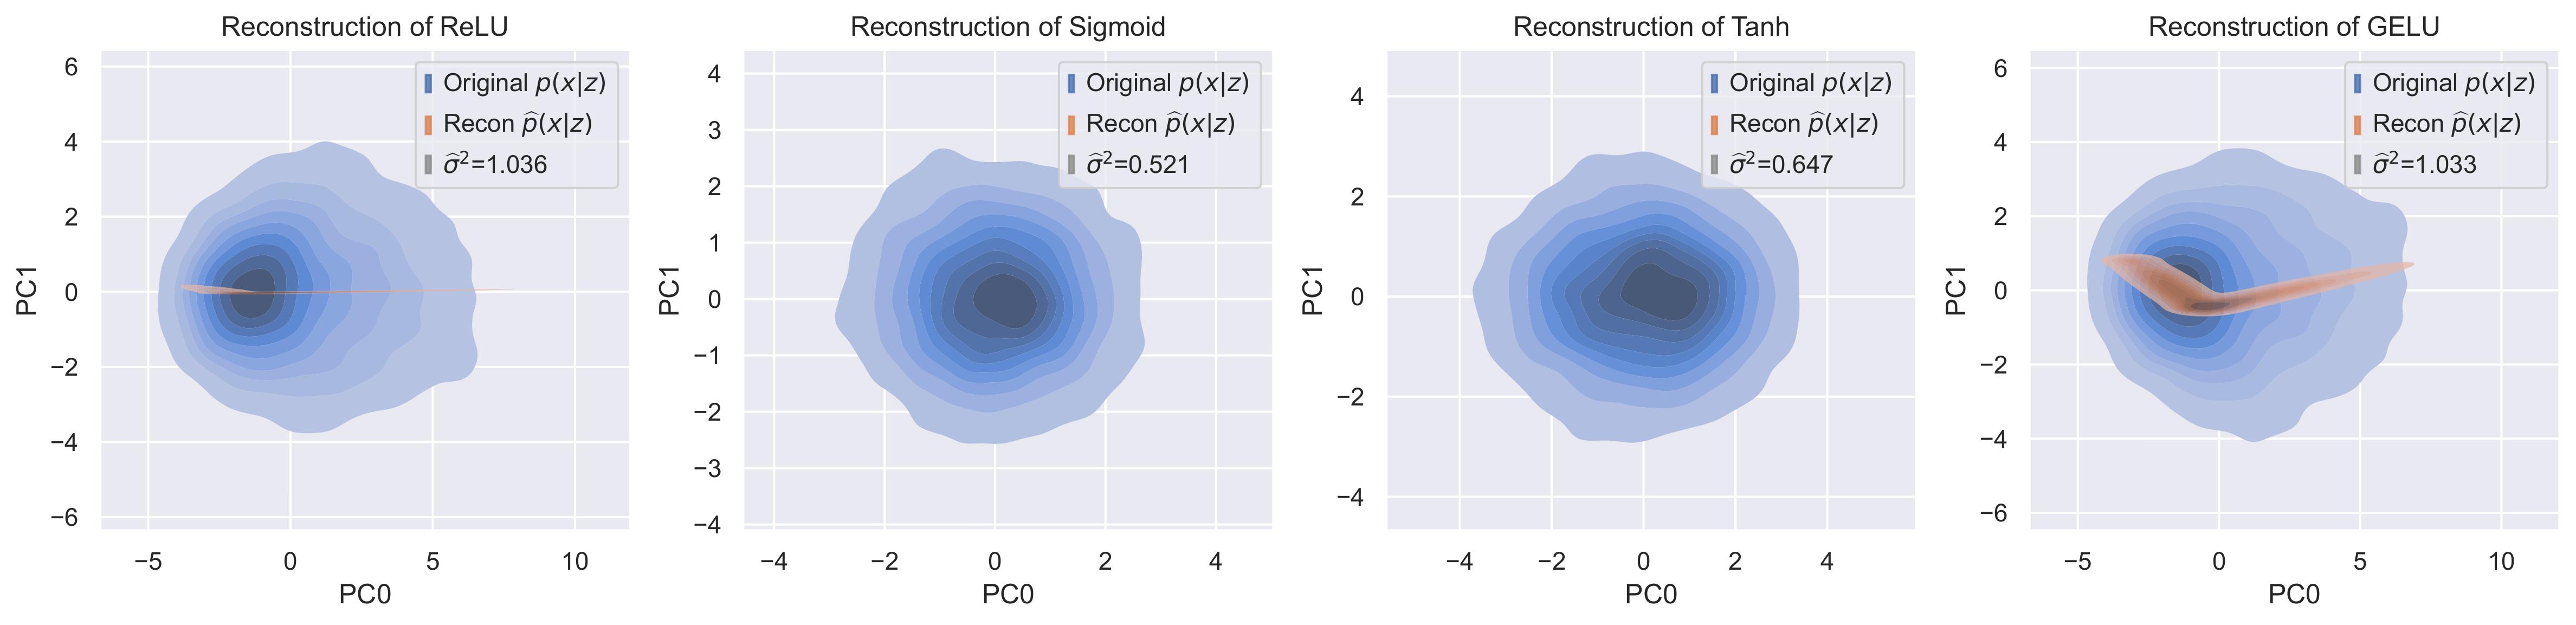 Reconstruction of ReLU
6
4
2
0
−2
−4
−6
−5
0
5
10
PC1
PC0
Original p(x|z)
Recon p̂(x|z)
σ̂²=1.036
Reconstruction of Sigmoid
4
3
2
1
0
−1
−2
−3
−4
−4
−2
0
2
4
PC1
PC0
Original p(x|z)
Recon p̂(x|z)
σ̂²=0.521
Reconstruction of Tanh
4
2
0
−2
−4
−4
−2
0
2
4
PC1
PC0
Original p(x|z)
Recon p̂(x|z)
σ̂²=0.647
Reconstruction of GELU
6
4
2
0
−2
−4
−6
−5
0
5
10
PC1
PC0
Original p(x|z)
Recon p̂(x|z)
σ̂²=1.033